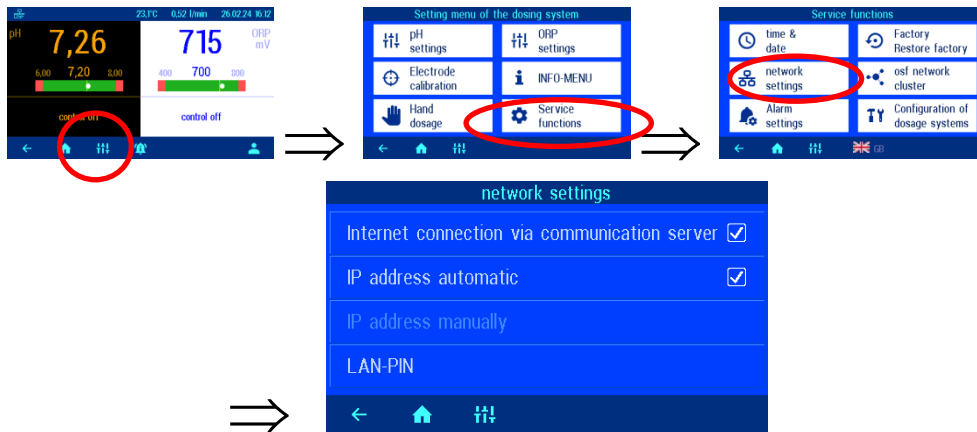 23,1°C 0,52 l/min 26.02.24 16:12
pH 7,26
6,00 7,20 8,00
715 ORP mV
400 700 800
control off
control off
Setting menu of the dosing system
pH settings
ORP settings
Electrode calibration
INFO-MENU
Hand dosage
Service functions
Service functions
time & date
Factory Restore factory
network settings
osf network cluster
Alarm settings
Configuration of dosage systems
GB
network settings
Internet connection via communication server
IP address automatic
IP address manually
LAN-PIN